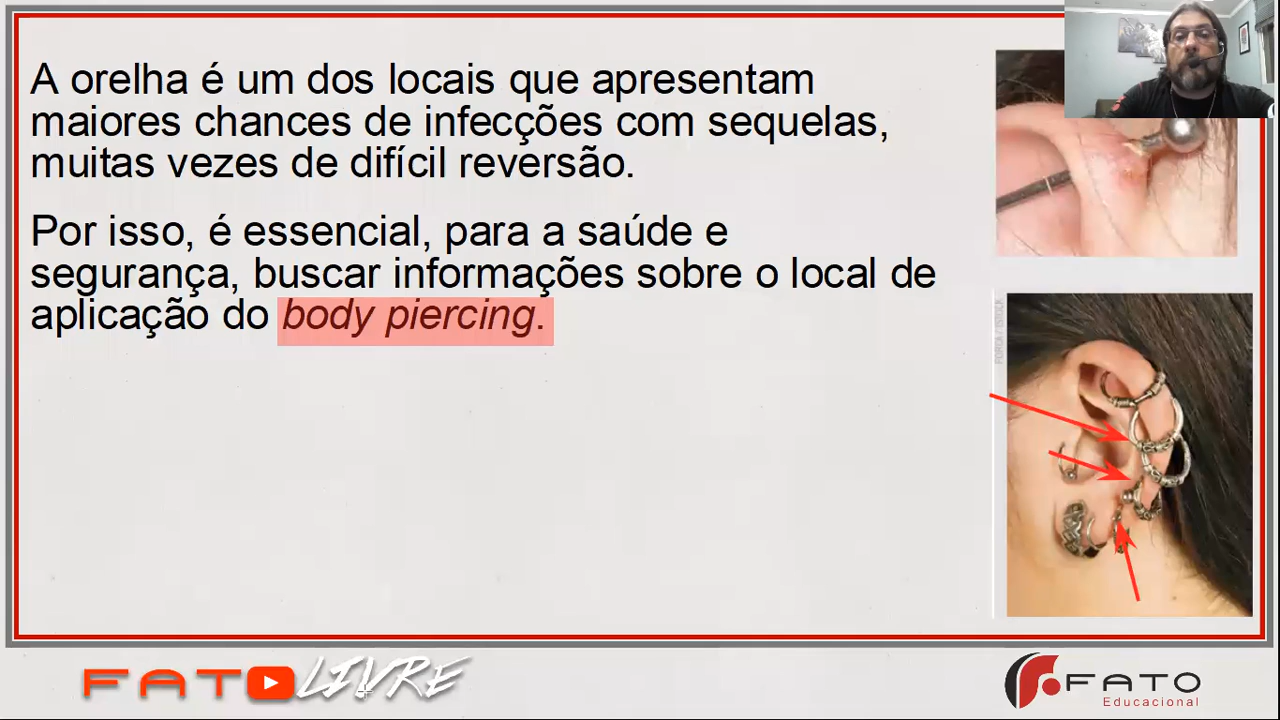 A orelha é um dos locais que apresentam
maiores chances de infecções com sequelas,
muitas vezes de difícil reversão.
Por isso, é essencial, para a saúde e
segurança, buscar informações sobre o local de
aplicação do body piercing.
FATO LIVRE
FATO
Educacional